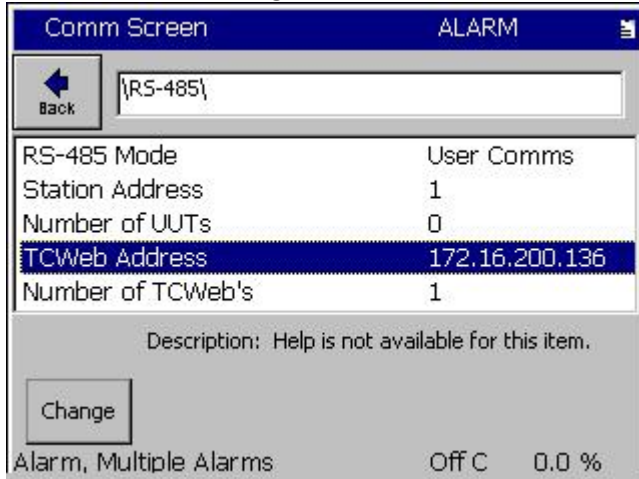 Comm Screen ALARM
Back
\RS-485\
RS-485 Mode User Comms
Station Address 1
Number of UUTs 0
TCWeb Address 172.16.200.136
Number of TCWeb's 1
Description: Help is not available for this item.
Change
Alarm, Multiple Alarms Off C 0.0 %